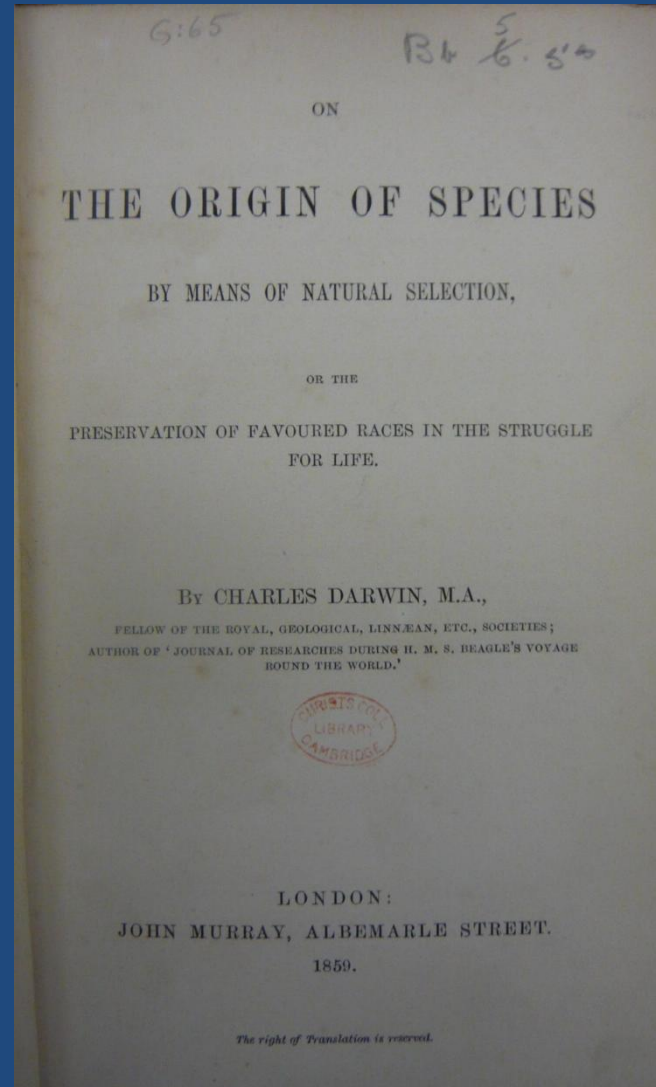 G:65
5
Bb 6.
ON
THE ORIGIN OF SPECIES
BY MEANS OF NATURAL SELECTION,
OR THE
PRESERVATION OF FAVOURED RACES IN THE STRUGGLE
FOR LIFE.
By CHARLES DARWIN, M.A.,
FELLOW OF THE ROYAL, GEOLOGICAL, LINNÆAN, ETC., SOCIETIES;
AUTHOR OF ‘JOURNAL OF RESEARCHES DURING H. M. S. BEAGLE'S VOYAGE
ROUND THE WORLD.’
CHRISTS COLL
LIBRARY
CAMBRIDGE
LONDON:
JOHN MURRAY, ALBEMARLE STREET.
1859.
The right of Translation is reserved.